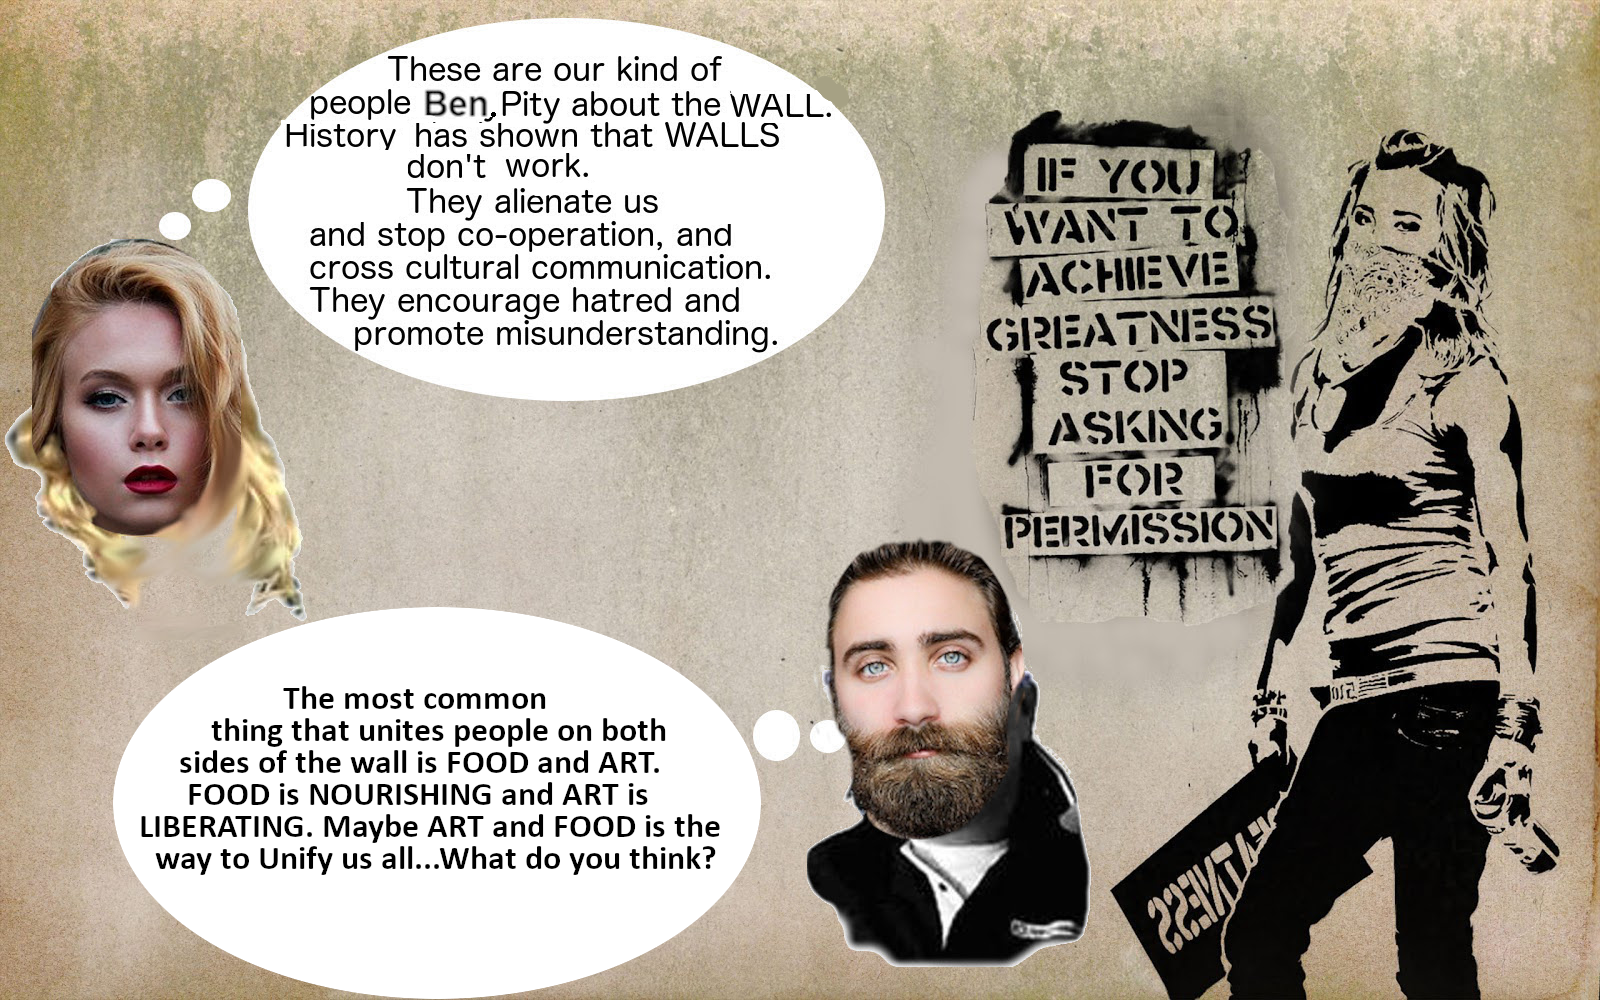 These are our kind of
people Ben. Pity about the WALL.
History has shown that WALLS
don't work.
They alienate us
and stop co-operation, and
cross cultural communication.
They encourage hatred and
promote misunderstanding.
IF YOU
WANT TO
ACHIEVE
GREATNESS
STOP
ASKING
FOR
PERMISSION
The most common
thing that unites people on both
sides of the wall is FOOD and ART.
FOOD is NOURISHING and ART is
LIBERATING. Maybe ART and FOOD is the
way to Unify us all...What do you think?